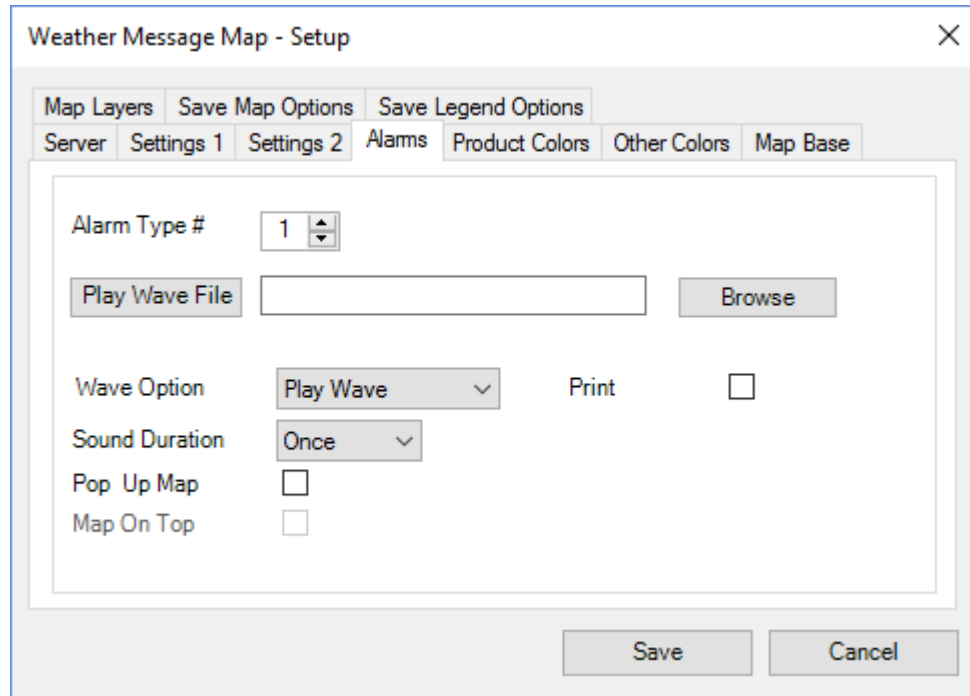 Weather Message Map - Setup
Map Layers Save Map Options Save Legend Options
Server Settings 1 Settings 2 Alarms Product Colors Other Colors Map Base
Alarm Type # 1
Play Wave File Browse
Wave Option Play Wave Print
Sound Duration Once
Pop Up Map
Map On Top
Save Cancel